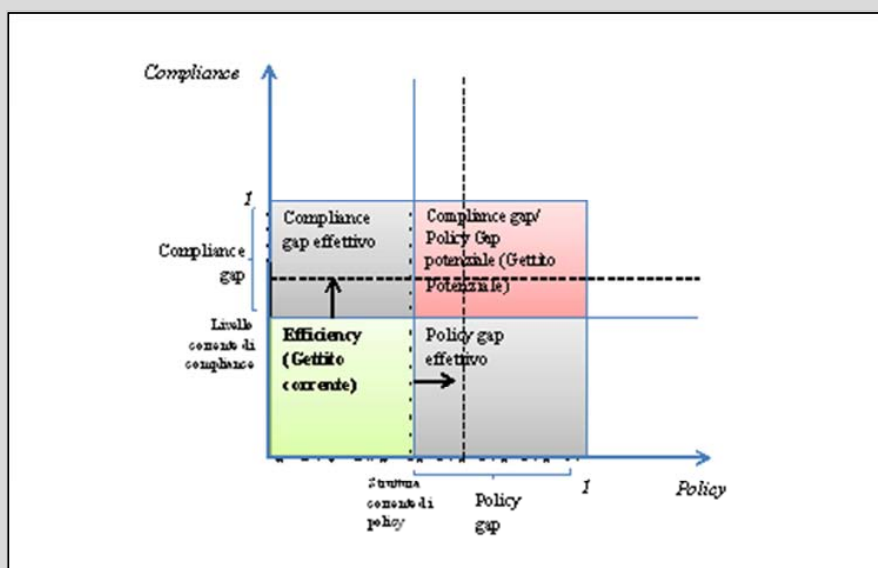 Compliance
1
Compliance
gap effettivo
Compliance gap/
Policy Gap
potenziale (Gettito
Potenziale)
Compliance
gap
Livello
corrente di
compliance
Efficiency
(Gettito
corrente)
Policy gap
effettivo
Struttura
corrente di
policy
Policy
gap
1
Policy